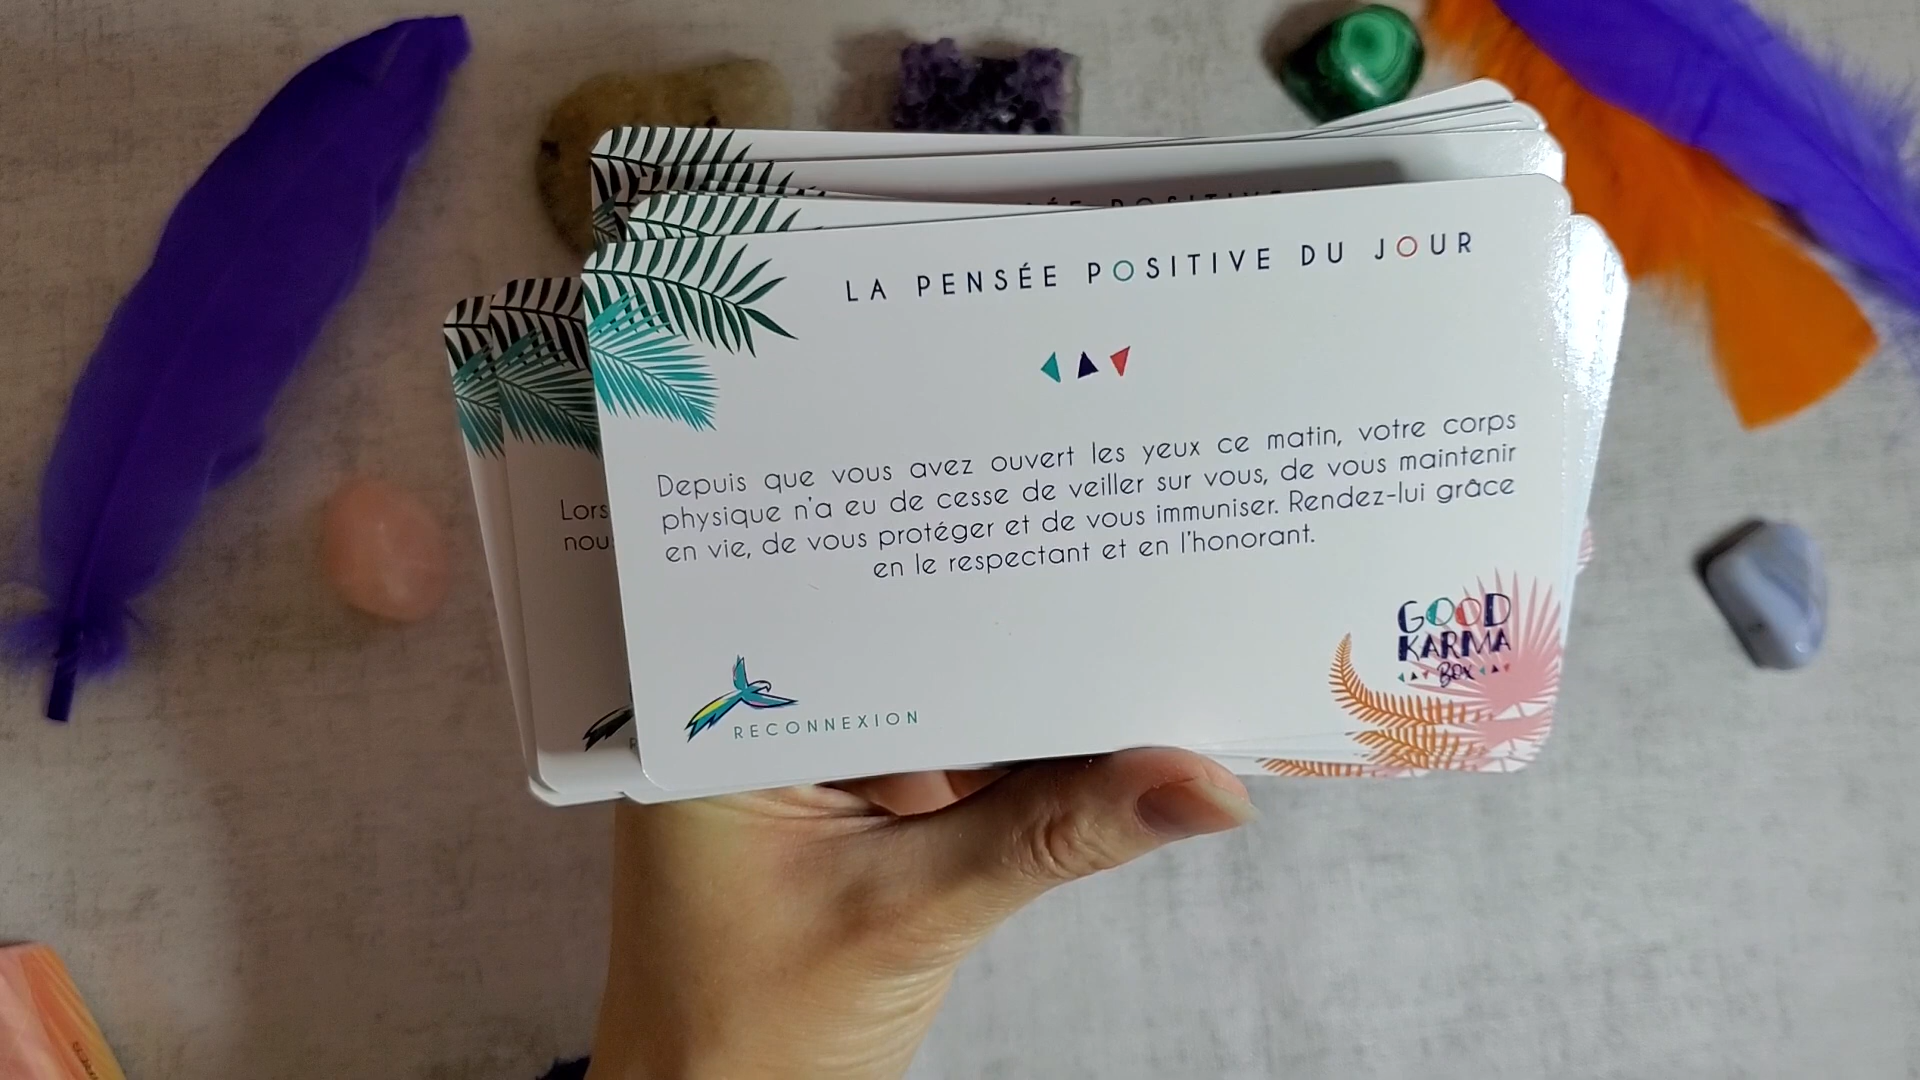 LA PENSÉE POSITIVE DU JOUR
Depuis que vous avez ouvert les yeux ce matin, votre corps
physique n'a eu de cesse de veiller sur vous, de vous maintenir
en vie, de vous protéger et de vous immuniser. Rendez-lui grâce
en le respectant et en l'honorant.
Lors
nou
GOOD
KARMA
BOX
RECONNEXION